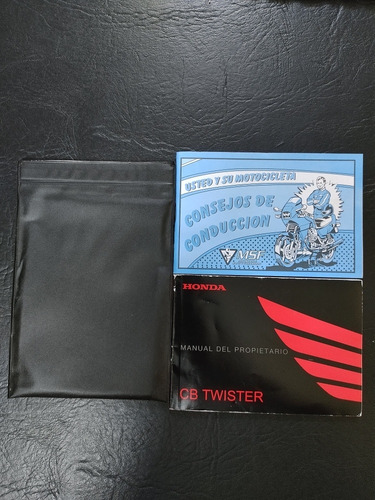 USTED Y SU MOTOCICLETA
CONSEJOS DE
CONDUCCION
MSF
HONDA
MANUAL DEL PROPIETARIO
CB TWISTER